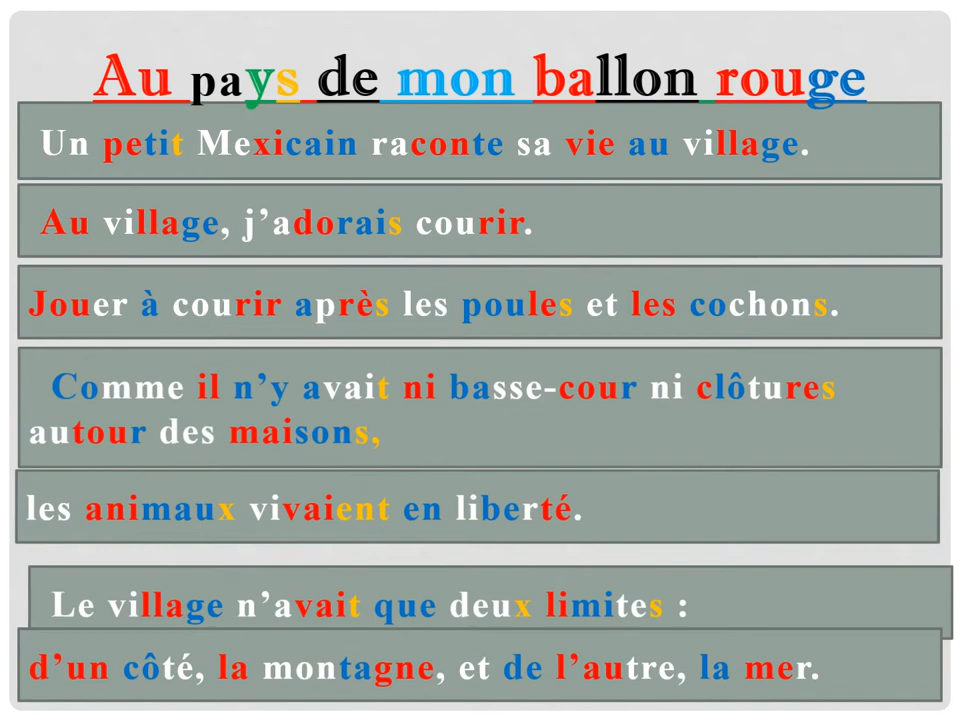 Au pays de mon ballon rouge
Un petit Mexicain raconte sa vie au village.
Au village, j’adorais courir.
Jouer à courir après les poules et les cochons.
Comme il n’y avait ni basse-cour ni clôtures
autour des maisons,
les animaux vivaient en liberté.
Le village n’avait que deux limites :
d’un côté, la montagne, et de l’autre, la mer.